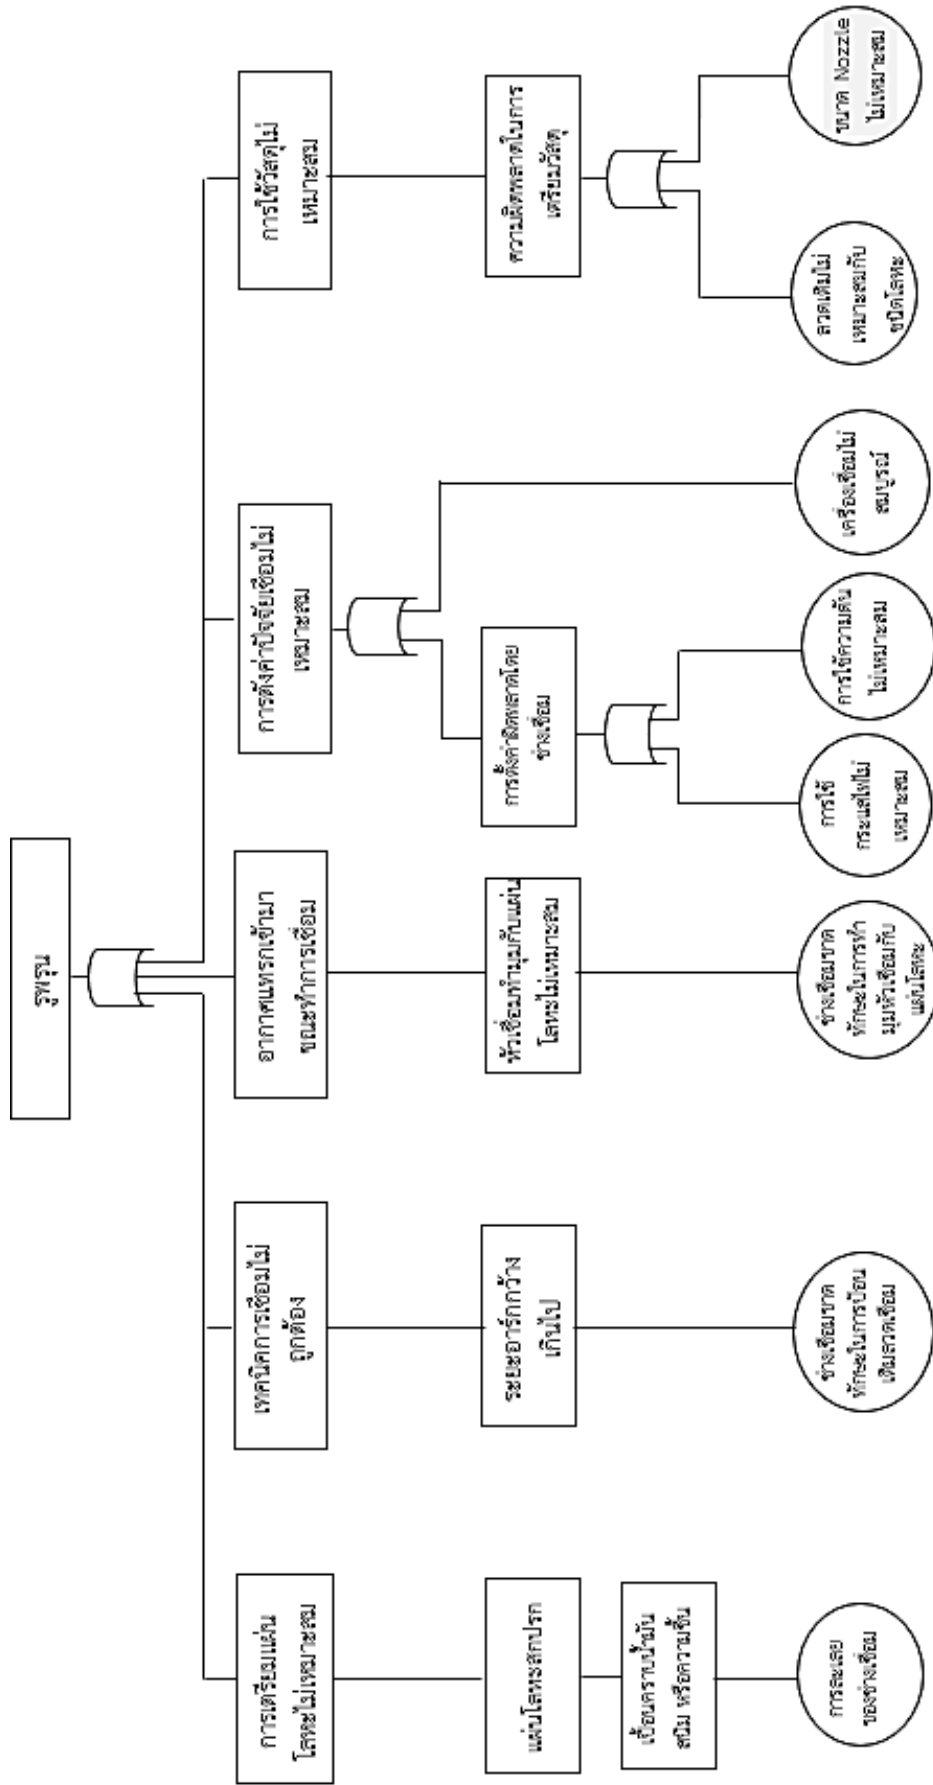 รูพรุน
การเตรียมแผ่น
โลหะไม่เหมาะสม
เทคนิคการเชื่อมไม่
ถูกต้อง
อากาศแทรกเข้ามา
ขณะทำการเชื่อม
การตั้งค่าปัจจัยเชื่อมไม่
เหมาะสม
การใช้วัสดุไม่
เหมาะสม
แผ่นโลหะสกปรก
ระยะอาร์กกว้าง
เกินไป
หัวเชื่อมทำมุมกับแผ่น
โลหะไม่เหมาะสม
การตั้งค่าผิดพลาดโดย
ช่างเชื่อม
ความผิดพลาดในการ
เตรียมวัสดุ
เปื้อนคราบน้ำมัน
สนิม หรือความชื้น
การละเลย
ของช่างเชื่อม
ช่างเชื่อมขาด
ทักษะในการป้อน
เติมลวดเชื่อม
ช่างเชื่อมขาด
ทักษะในการทำ
มุมหัวเชื่อมกับ
แผ่นโลหะ
การใช้
กระแสไฟไม่
เหมาะสม
การใช้ความดัน
ไม่เหมาะสม
เครื่องเชื่อมไม่
สมบูรณ์
ลวดเติมไม่
เหมาะสมกับ
ชนิดโลหะ
ขนาด Nozzle
ไม่เหมาะสม